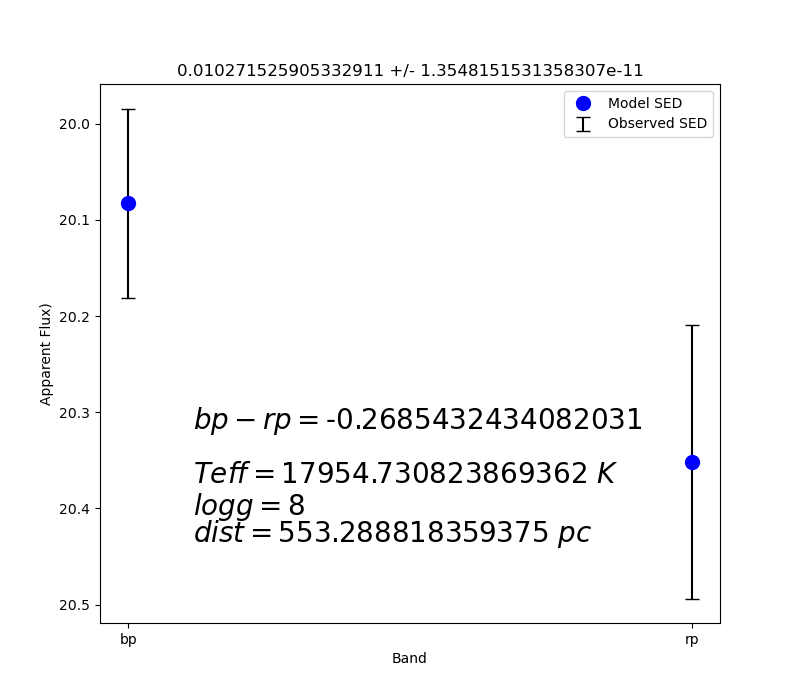 0.010271525905332911 +/- 1.3548151531358307e-11
Model SED
Observed SED
20.0
20.1
20.2
20.3
20.4
20.5
Apparent Flux)
bp − rp = -0.2685432434082031
Teff = 17954.730823869362 K
logg = 8
dist = 553.288818359375 pc
bp
rp
Band